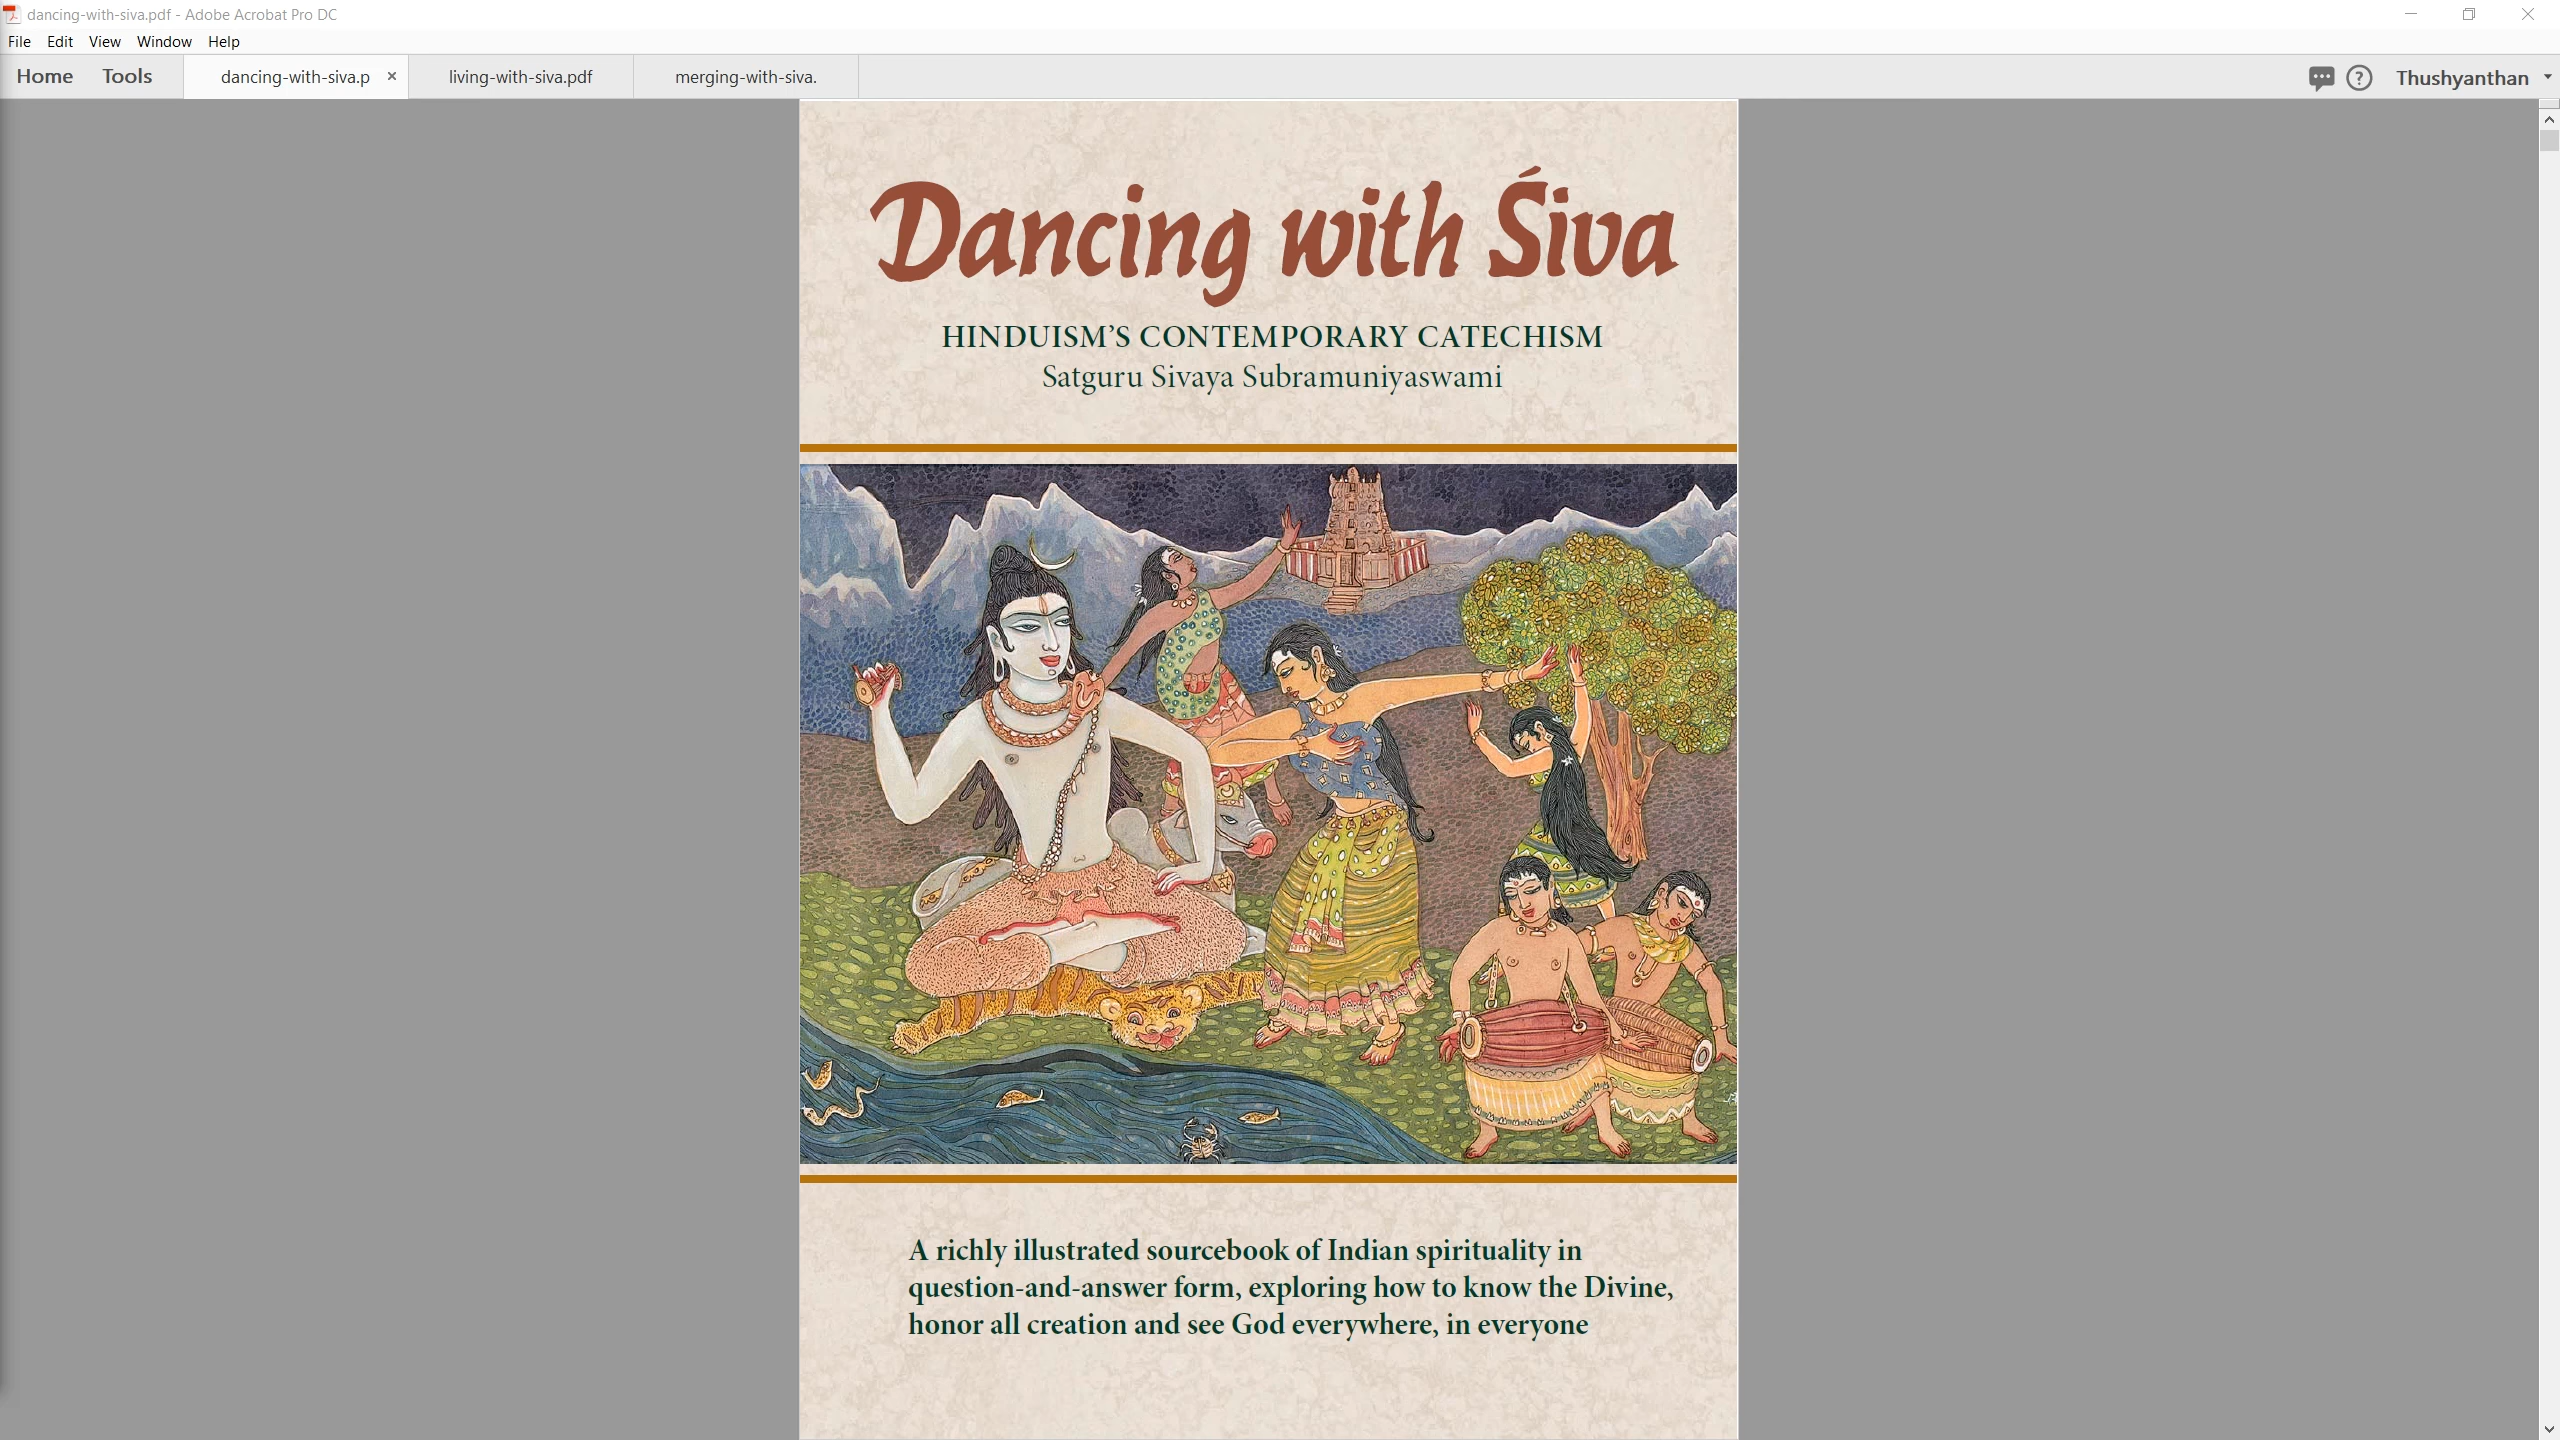 dancing-with-siva.pdf - Adobe Acrobat Pro DC
File Edit View Window Help
Home Tools dancing-with-siva.p × living-with-siva.pdf merging-with-siva. ? Thushyanthan
Dancing with Śiva
HINDUISM’S CONTEMPORARY CATECHISM
Satguru Sivaya Subramuniyaswami
A richly illustrated sourcebook of Indian spirituality in
question-and-answer form, exploring how to know the Divine,
honor all creation and see God everywhere, in everyone